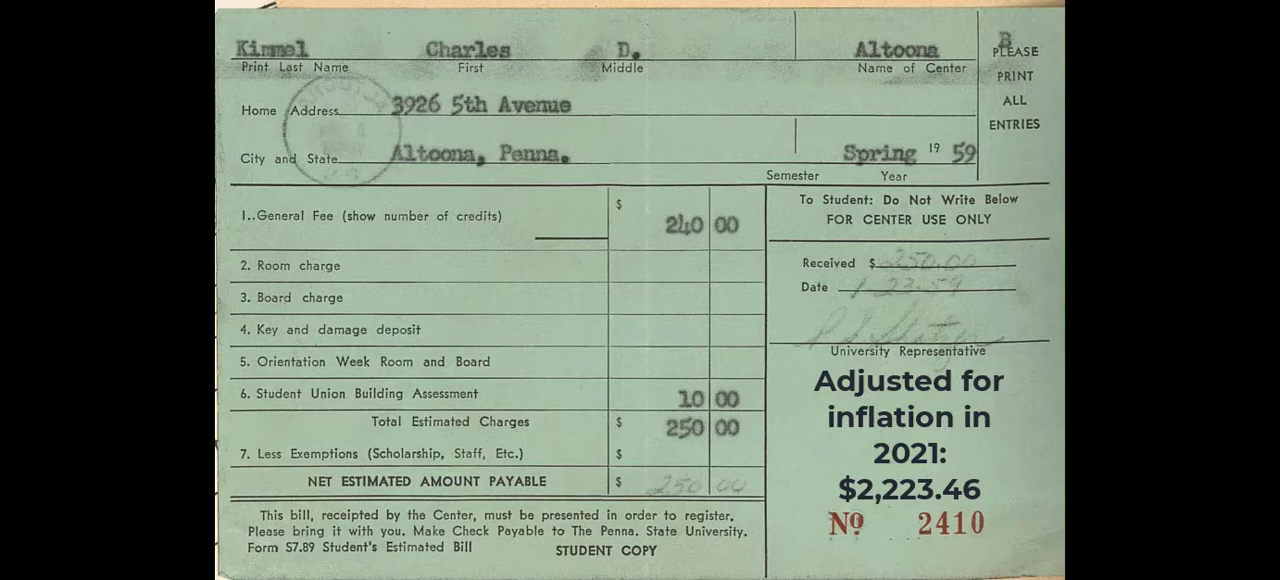 Kimmel Charles D. Altoona B
Print Last Name First Middle Name of Center
PLEASE
PRINT
ALL
ENTRIES
Home Address 3926 5th Avenue
City and State Altoona, Penna. Spring 19 59
Semester Year
1..General Fee (show number of credits) $ 240 00
2. Room charge
3. Board charge
4. Key and damage deposit
5. Orientation Week Room and Board
6. Student Union Building Assessment 10 00
Total Estimated Charges $ 250 00
7. Less Exemptions (Scholarship, Staff, Etc.) $
NET ESTIMATED AMOUNT PAYABLE $ 250 00
This bill, receipted by the Center, must be presented in order to register.
Please bring it with you. Make Check Payable to The Penna. State University.
Form S7.89 Student's Estimated Bill STUDENT COPY
To Student: Do Not Write Below
FOR CENTER USE ONLY
Received $ 250.00
Date 1-23-59
University Representative
Adjusted for
inflation in
2021:
$2,223.46
No 2410